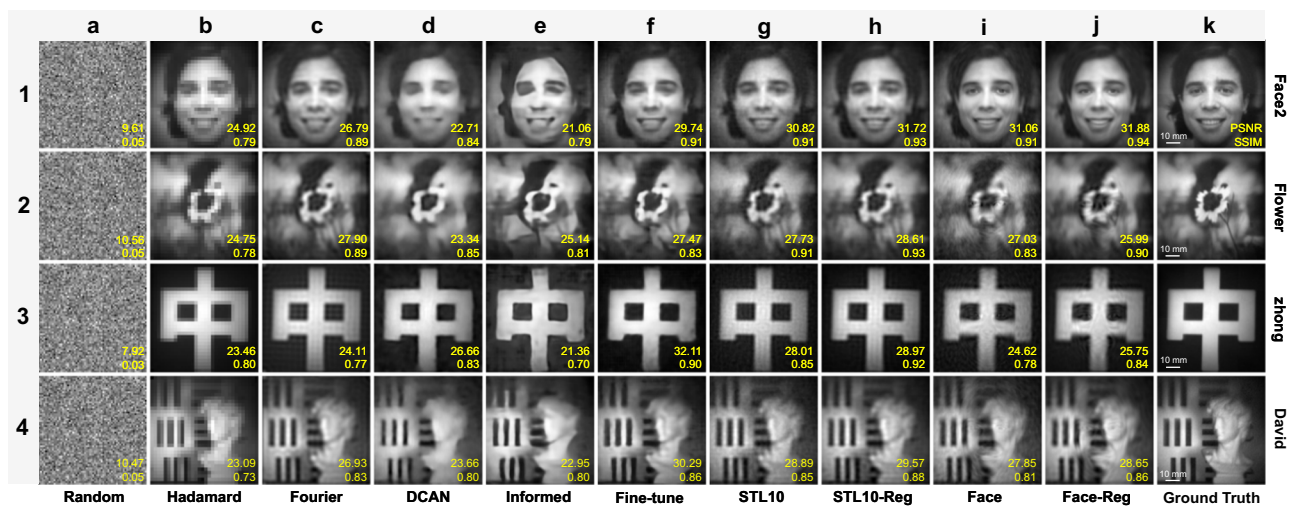 a b c d e f g h i j k
1 9.61 24.92 26.79 22.71 21.06 29.74 30.82 31.72 31.06 31.88 PSNR Face2
0.05 0.79 0.89 0.84 0.79 0.91 0.91 0.93 0.91 0.94 10 mm SSIM
2 10.56 24.75 27.90 23.34 25.14 27.47 27.73 28.61 27.03 25.99 Flower
0.05 0.78 0.89 0.85 0.81 0.83 0.91 0.93 0.83 0.90 10 mm
3 7.92 23.46 24.11 26.66 21.36 32.11 28.01 28.97 24.62 25.75 zhong
0.03 0.80 0.77 0.83 0.70 0.90 0.85 0.92 0.78 0.84 10 mm
4 10.47 23.09 26.93 23.66 22.95 30.29 28.89 29.57 27.85 28.65 David
0.05 0.73 0.83 0.80 0.80 0.86 0.85 0.88 0.81 0.86 10 mm
Random Hadamard Fourier DCAN Informed Fine-tune STL10 STL10-Reg Face Face-Reg Ground Truth